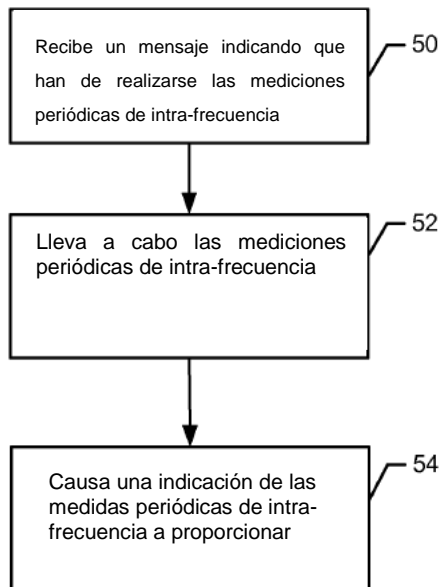 Recibe un mensaje indicando que
han de realizarse las mediciones
periódicas de intra-frecuencia
50
Lleva a cabo las mediciones
periódicas de intra-frecuencia
52
Causa una indicación de las
medidas periódicas de intra-
frecuencia a proporcionar
54